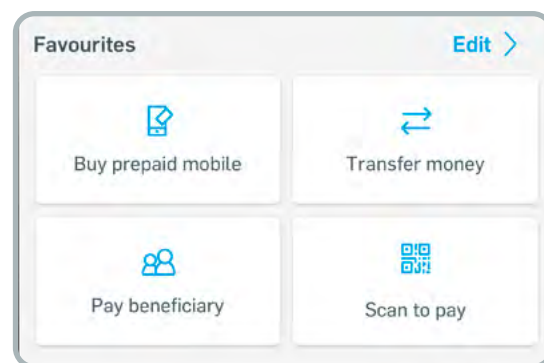 Favourites
Edit
Buy prepaid mobile
Transfer money
Pay beneficiary
Scan to pay